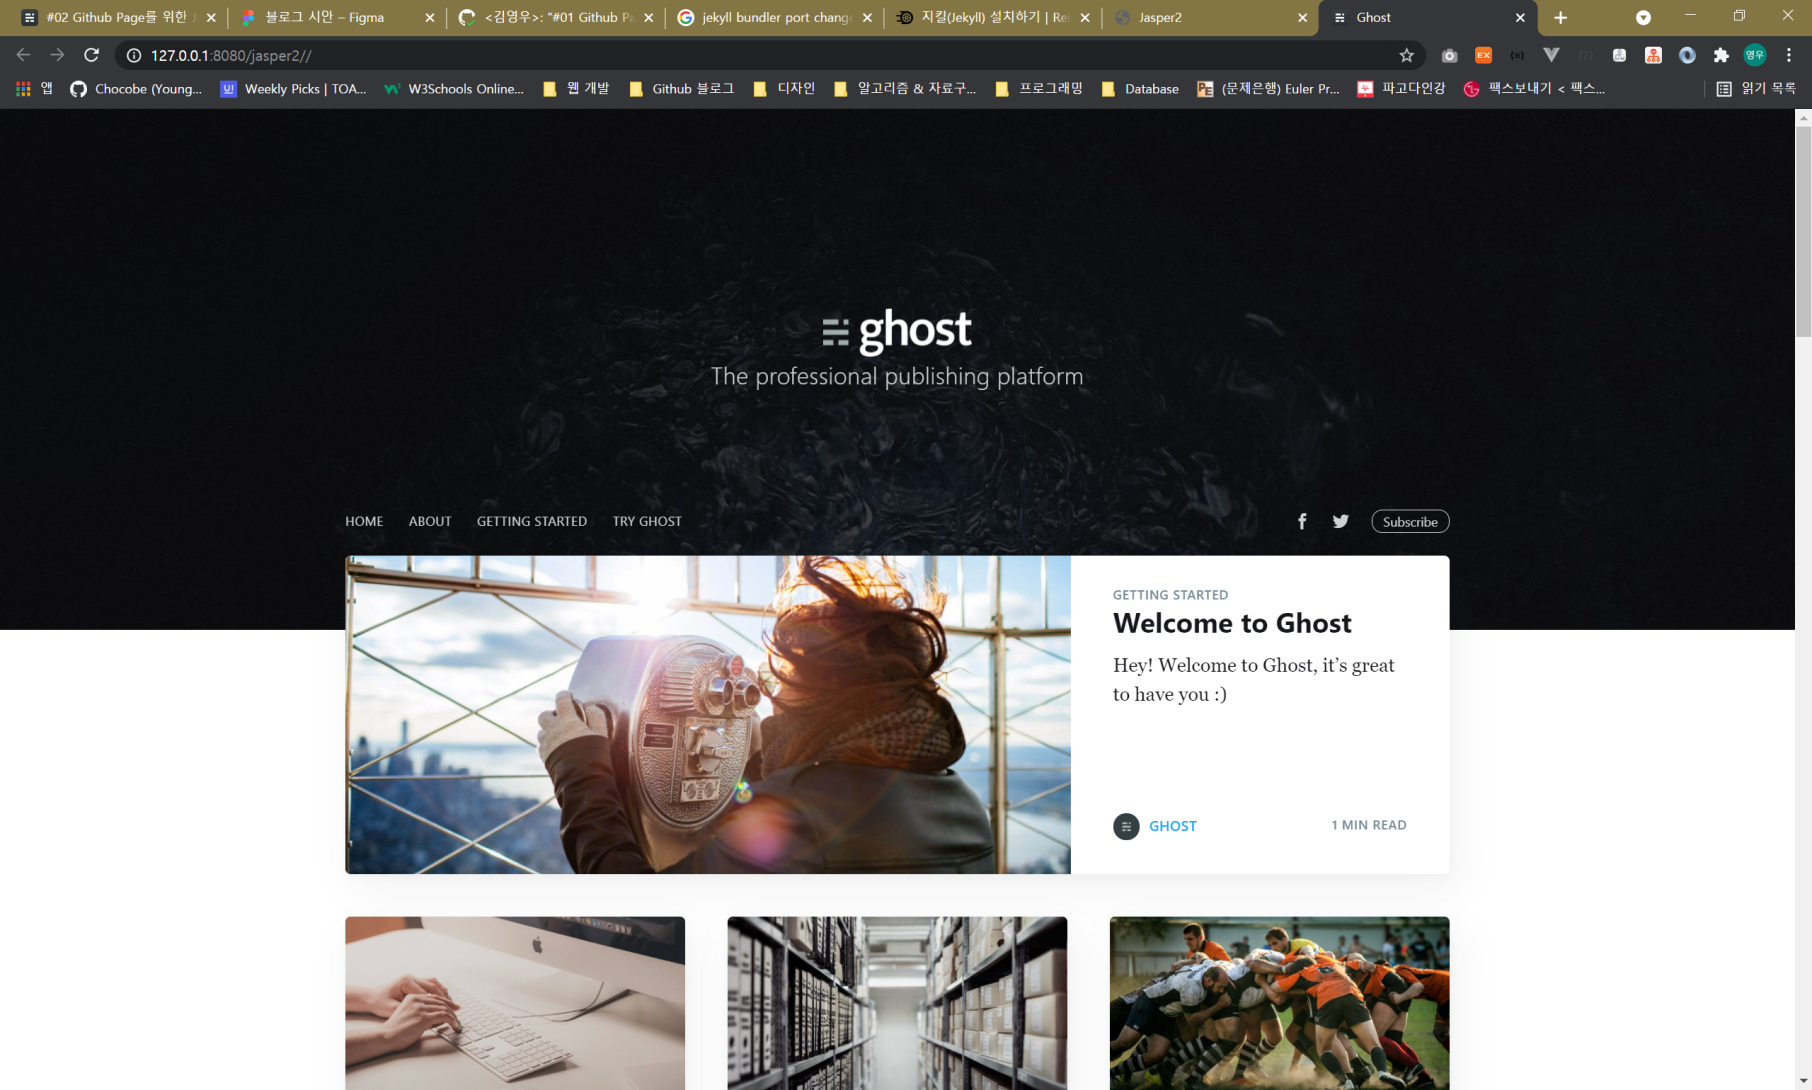 #02 Github Page를 위한 J
블로그 시안 – Figma
<김영우>: "#01 Github Pa
jekyll bundler port change
지킬(Jekyll) 설치하기 | Rei
Jasper2
Ghost
127.0.0.1:8080/jasper2//
영우
앱
Chocobe (Young...
Weekly Picks | TOA...
W3Schools Online...
웹 개발
Github 블로그
디자인
알고리즘 & 자료구...
프로그래밍
Database
(문제은행) Euler Pr...
파고다인강
팩스보내기 < 팩스...
읽기 목록
ghost
The professional publishing platform
HOME ABOUT GETTING STARTED TRY GHOST
Subscribe
GETTING STARTED
Welcome to Ghost
Hey! Welcome to Ghost, it’s great
to have you :)
GHOST
1 MIN READ